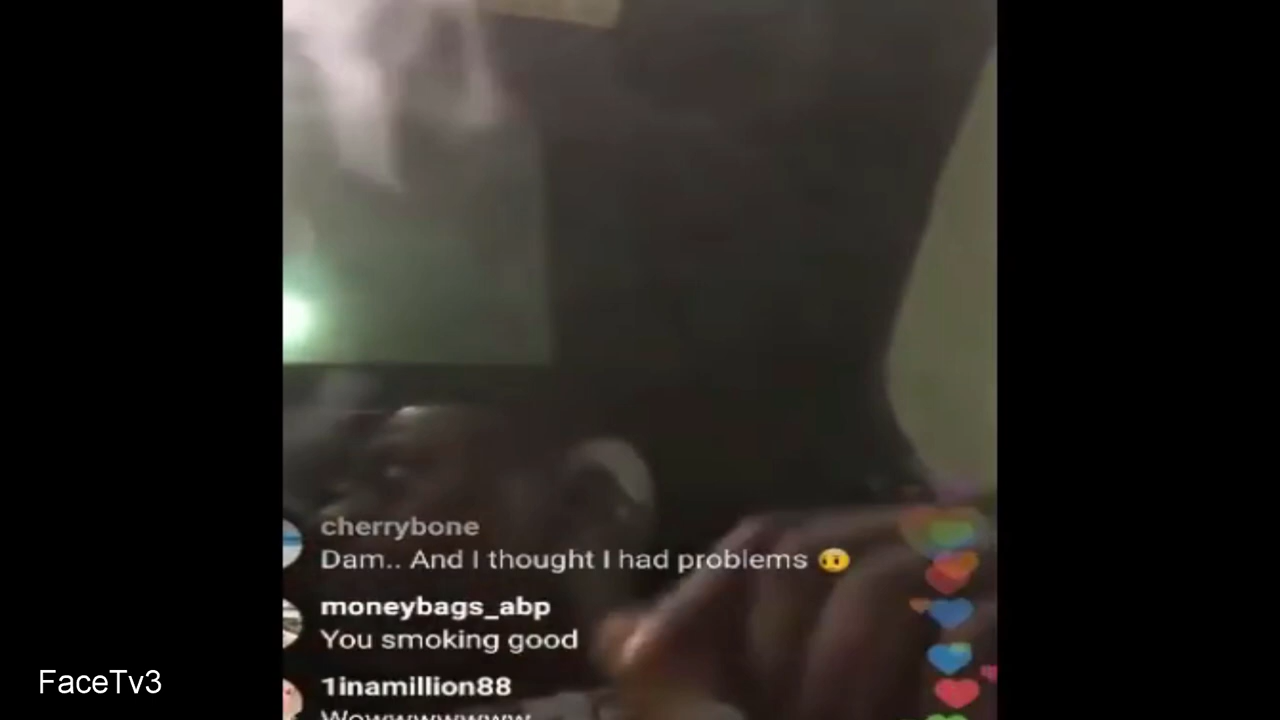 cherrybone
Dam.. And I thought I had problems 🤕
moneybags_abp
You smoking good
1inamillion88
FaceTv3